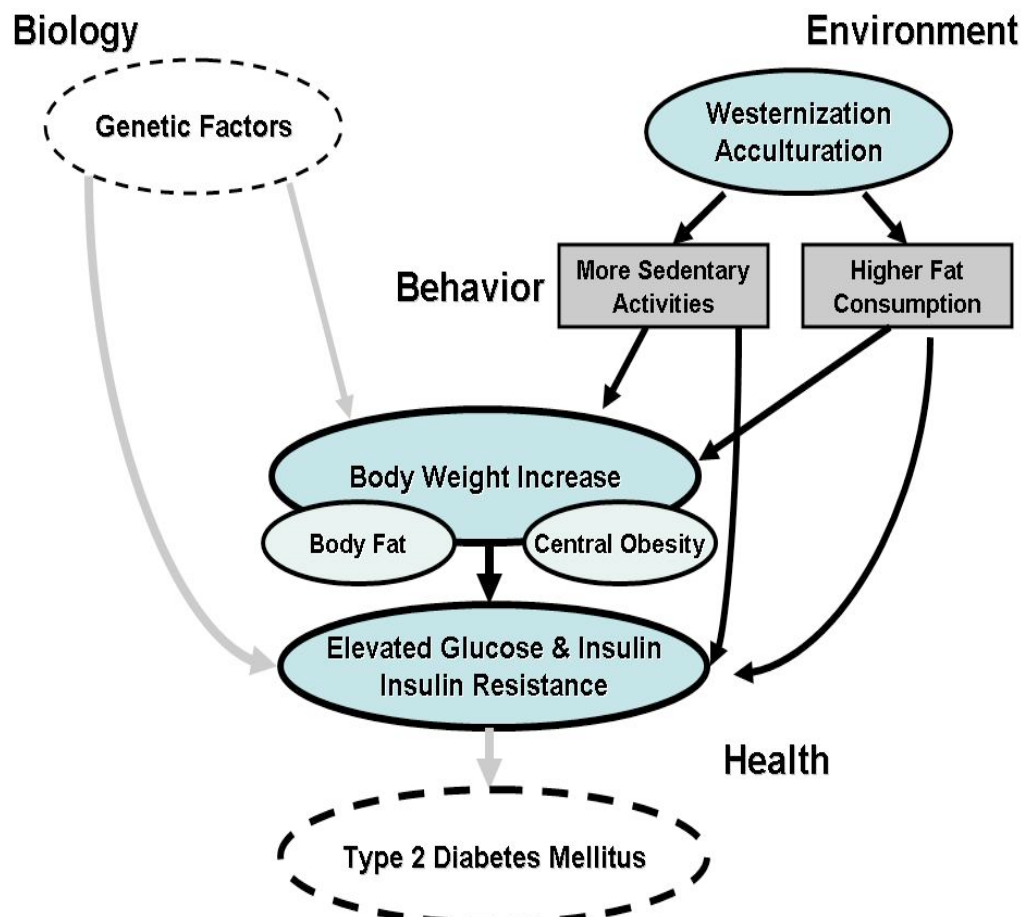 Biology
Environment
Genetic Factors
Westernization
Acculturation
Behavior
More Sedentary
Activities
Higher Fat
Consumption
Body Weight Increase
Body Fat
Central Obesity
Elevated Glucose & Insulin
Insulin Resistance
Health
Type 2 Diabetes Mellitus